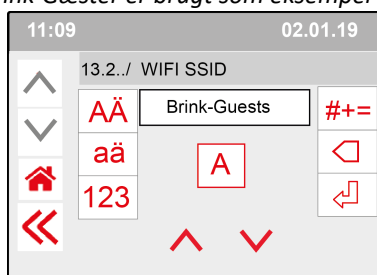 ink-Gæster er brugt som eksempel
11:09 02.01.19
13.2../ WIFI SSID
AÄ Brink-Guests #+=
aä A
123